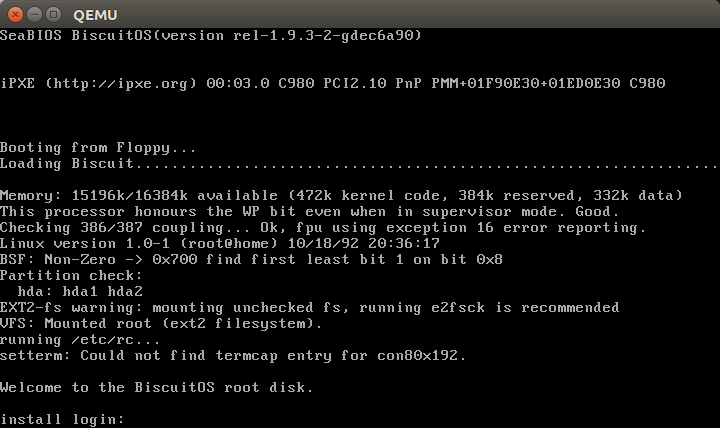 QEMU
SeaBIOS BiscuitOS(version rel-1.9.3-2-gdec6a90)
iPXE (http://ipxe.org) 00:03.0 C980 PCI2.10 PnP PMM+01F90E30+01ED0E30 C980
Booting from Floppy...
Loading Biscuit.................................................................
Memory: 15196k/16384k available (472k kernel code, 384k reserved, 332k data)
This processor honours the WP bit even when in supervisor mode. Good.
Checking 386/387 coupling... Ok, fpu using exception 16 error reporting.
Linux version 1.0-1 (root@home) 10/18/92 20:36:17
BSF: Non-Zero -> 0x700 find first least bit 1 on bit 0x8
Partition check:
  hda: hda1 hda2
EXT2-fs warning: mounting unchecked fs, running e2fsck is recommended
VFS: Mounted root (ext2 filesystem).
running /etc/rc...
setterm: Could not find termcap entry for con80x192.
Welcome to the BiscuitOS root disk.
install login: